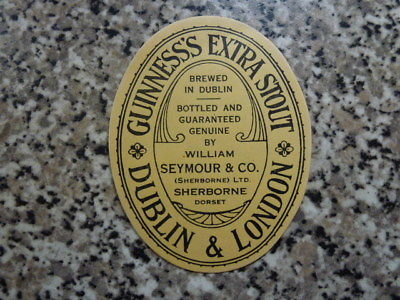 GUINNESS'S EXTRA STOUT
BREWED
IN DUBLIN
BOTTLED AND
GUARANTEED
GENUINE
BY
WILLIAM
SEYMOUR & CO.
(SHERBORNE) LTD.
SHERBORNE
DORSET
DUBLIN & LONDON